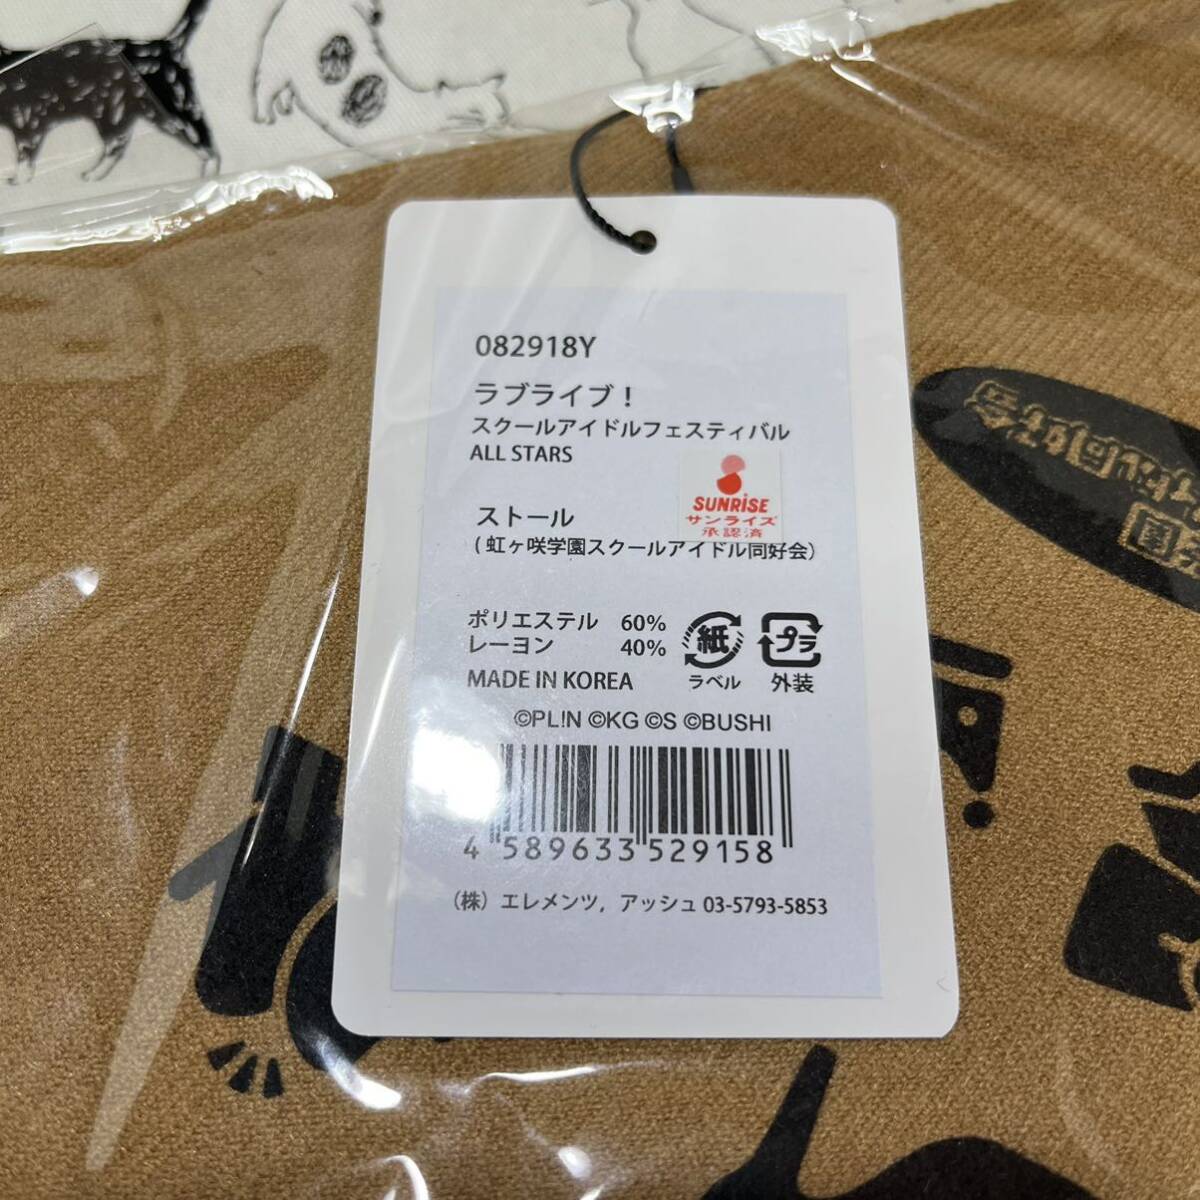 082918Y
ラブライブ！
スクールアイドルフェスティバル
ALL STARS
SUNRISE
サンライズ
承認済
ストール
(虹ヶ咲学園スクールアイドル同好会)
ポリエステル 60%
レーヨン 40%
紙
プラ
ラベル
外装
MADE IN KOREA
©PL!N ©KG ©S ©BUSHI
4 589633 529158
（株）エレメンツ，アッシュ 03-5793-5853
同好会